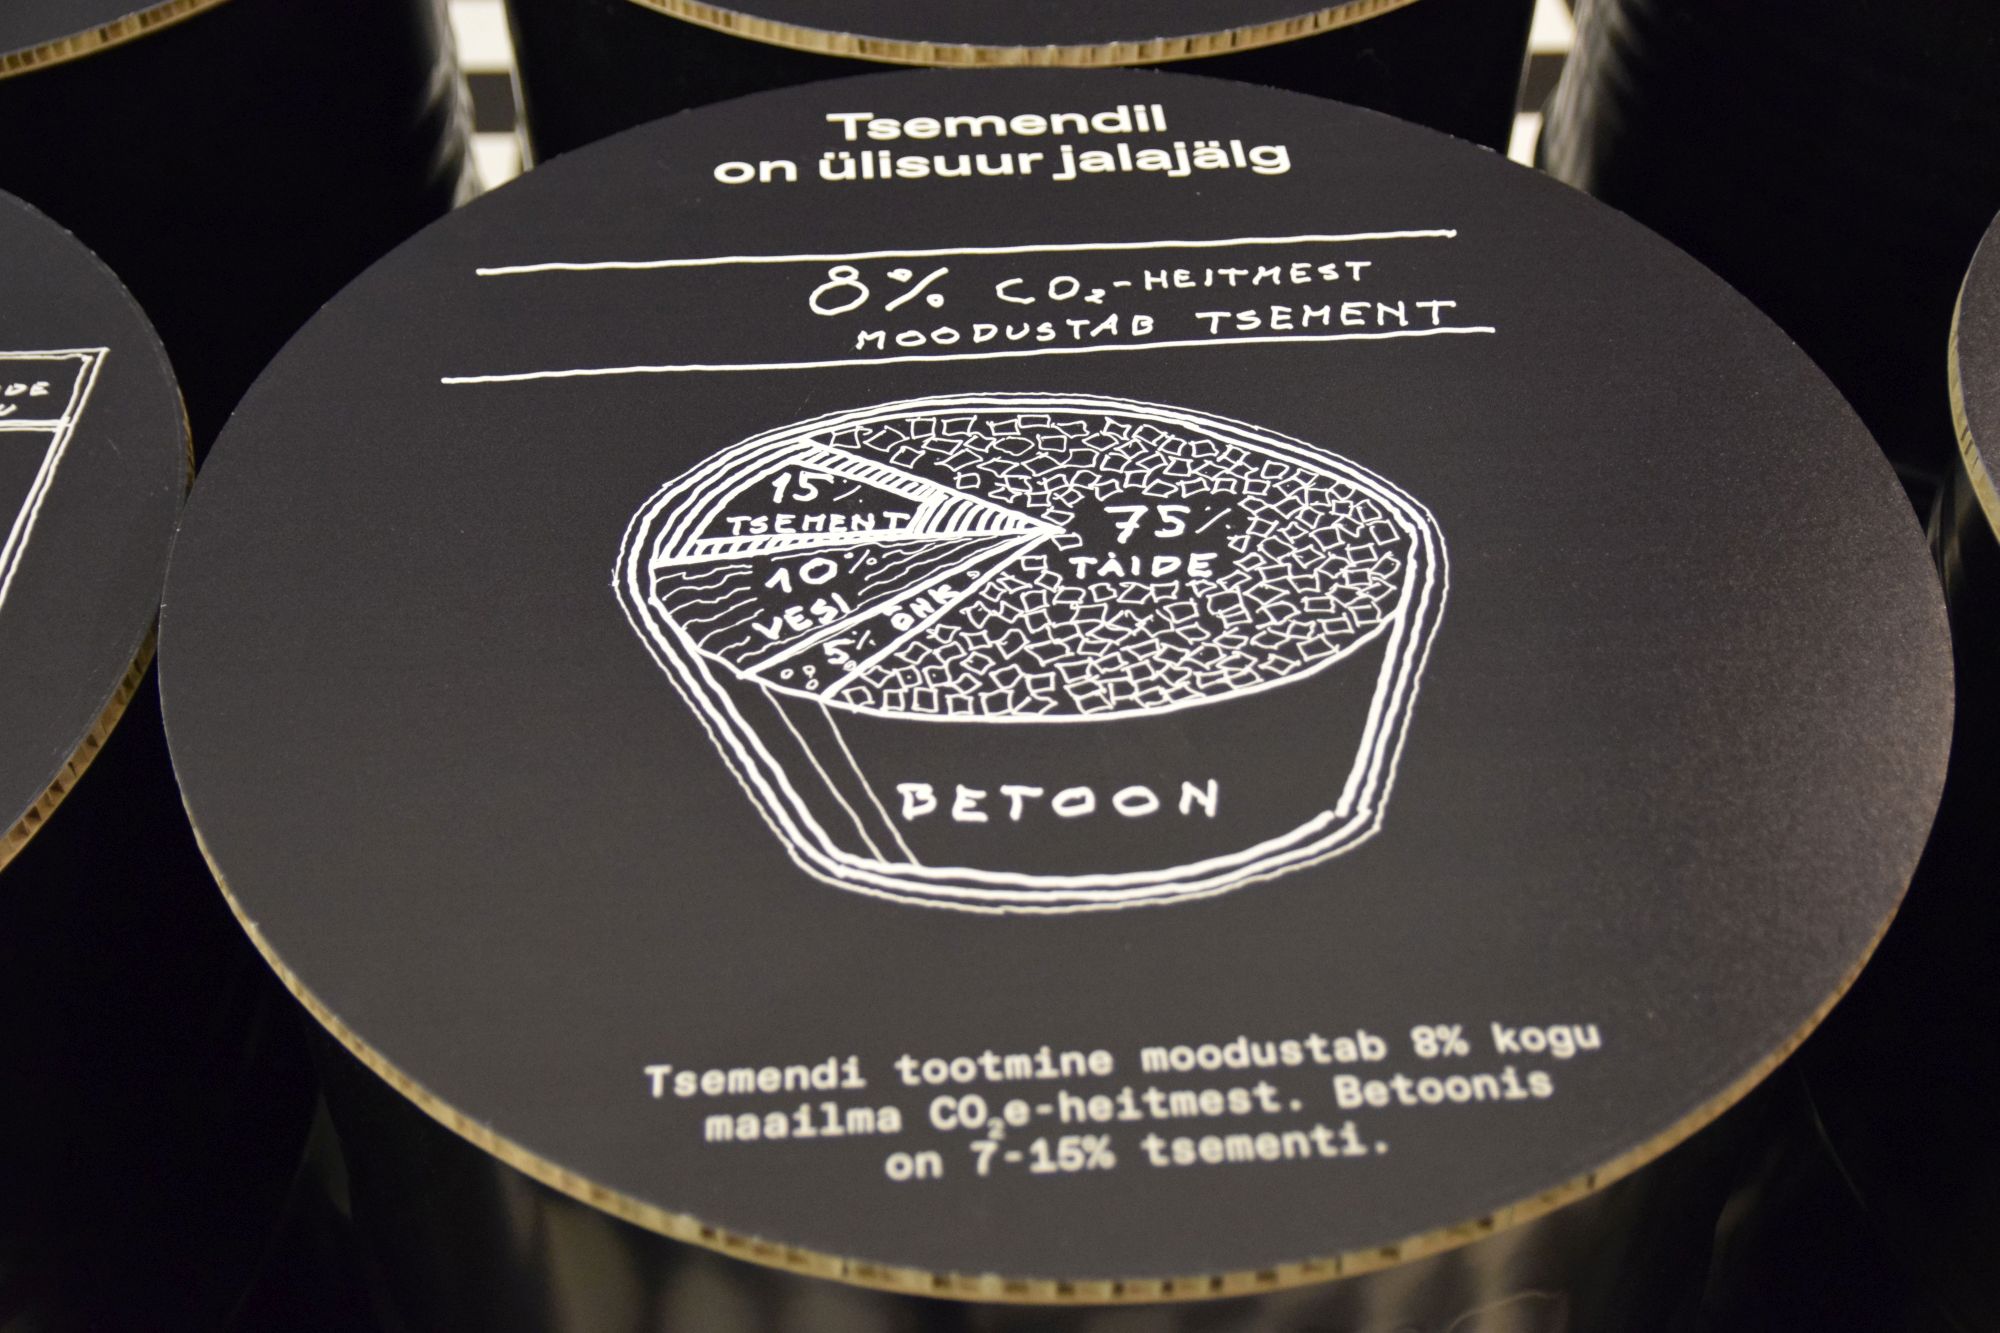 Tsemendil
on ülisuur jalajälg
8% CO₂-HEITMEST
MOODUSTAB TSEMENT
15%
TSEMENT
75%
TÄIDE
10%
VESI
5% ÕHK
BETOON
Tsemendi tootmine moodustab 8% kogu
maailma CO₂e-heitmest. Betoonis
on 7-15% tsementi.